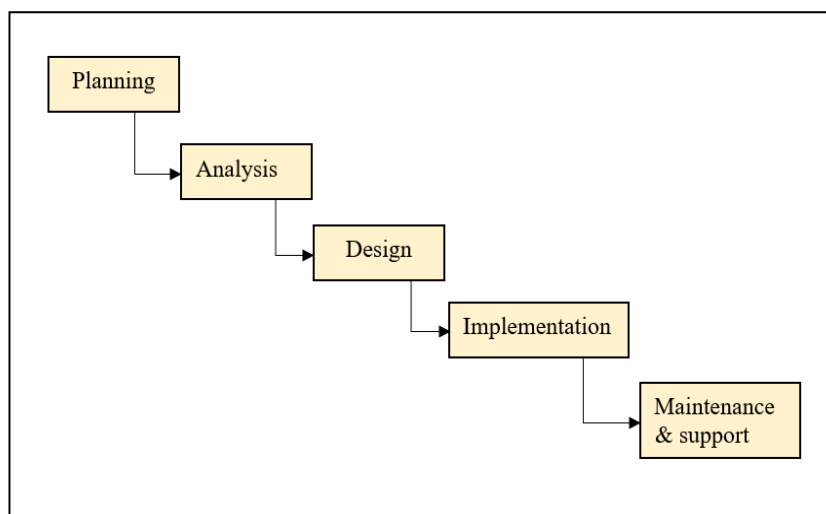 Planning
Analysis
Design
Implementation
Maintenance
& support